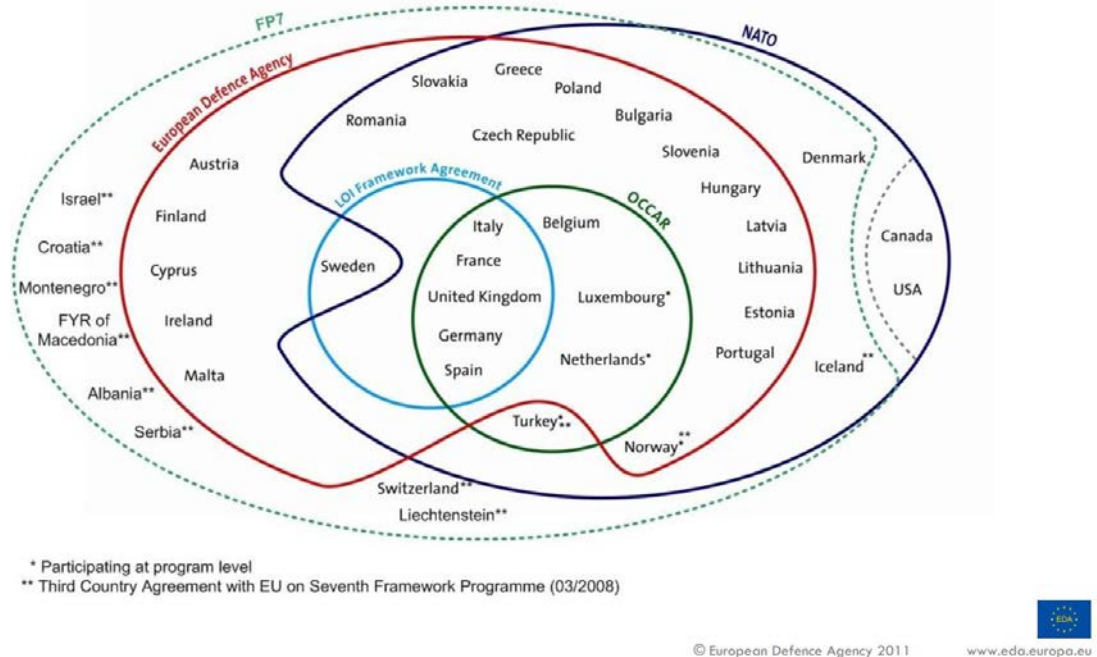 FP7
NATO
European Defence Agency
Greece
Slovakia
Poland
Romania
Bulgaria
Czech Republic
Slovenia
Denmark
Austria
LOI Framework Agreement
Hungary
Israel**
OCCAR
Finland
Italy
Belgium
Latvia
Canada
Croatia**
France
Cyprus
Sweden
Lithuania
Montenegro**
United Kingdom
Luxembourg*
USA
FYR of
Macedonia**
Ireland
Estonia
Germany
Netherlands*
Portugal
Iceland**
Malta
Spain
Albania**
Turkey*
**
Serbia**
Norway*
**
Switzerland**
Liechtenstein**
* Participating at program level
** Third Country Agreement with EU on Seventh Framework Programme (03/2008)
EDA
© European Defence Agency 2011 www.eda.europa.eu